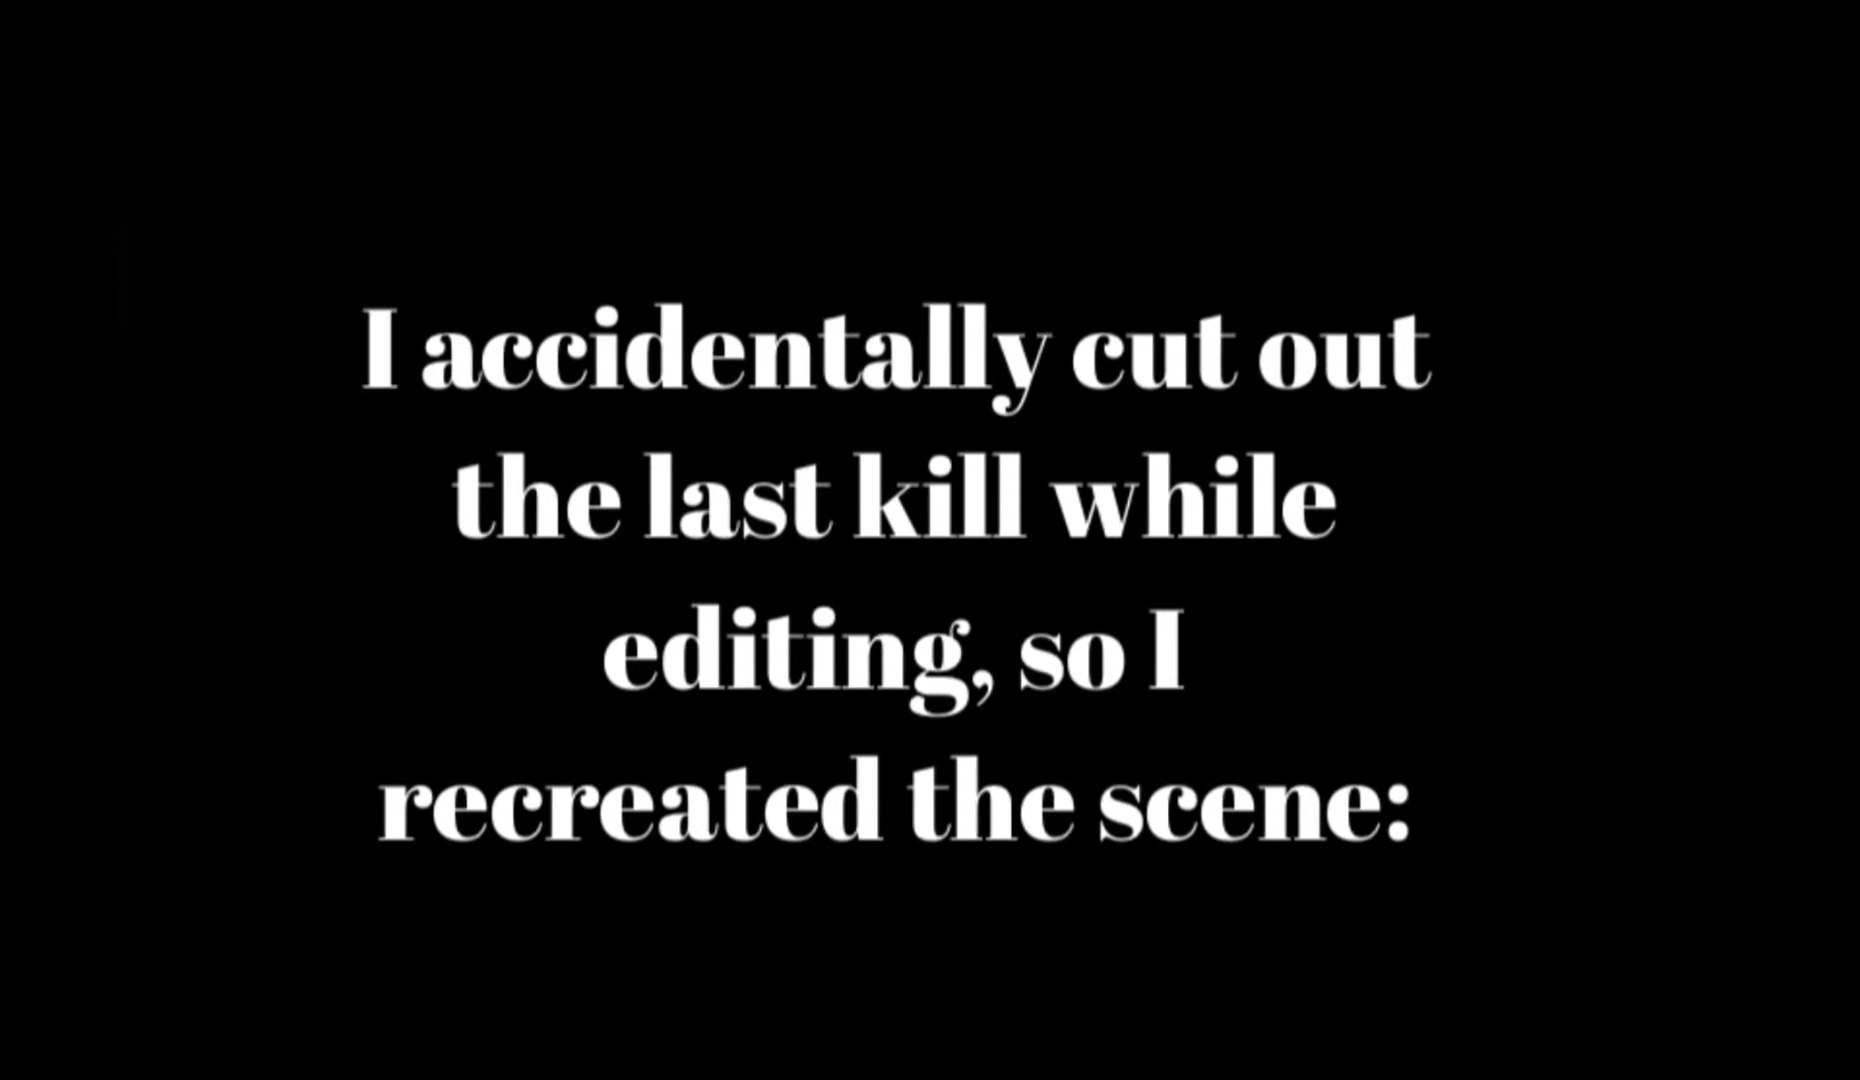 I accidentally cut out
the last kill while
editing, so I
recreated the scene: